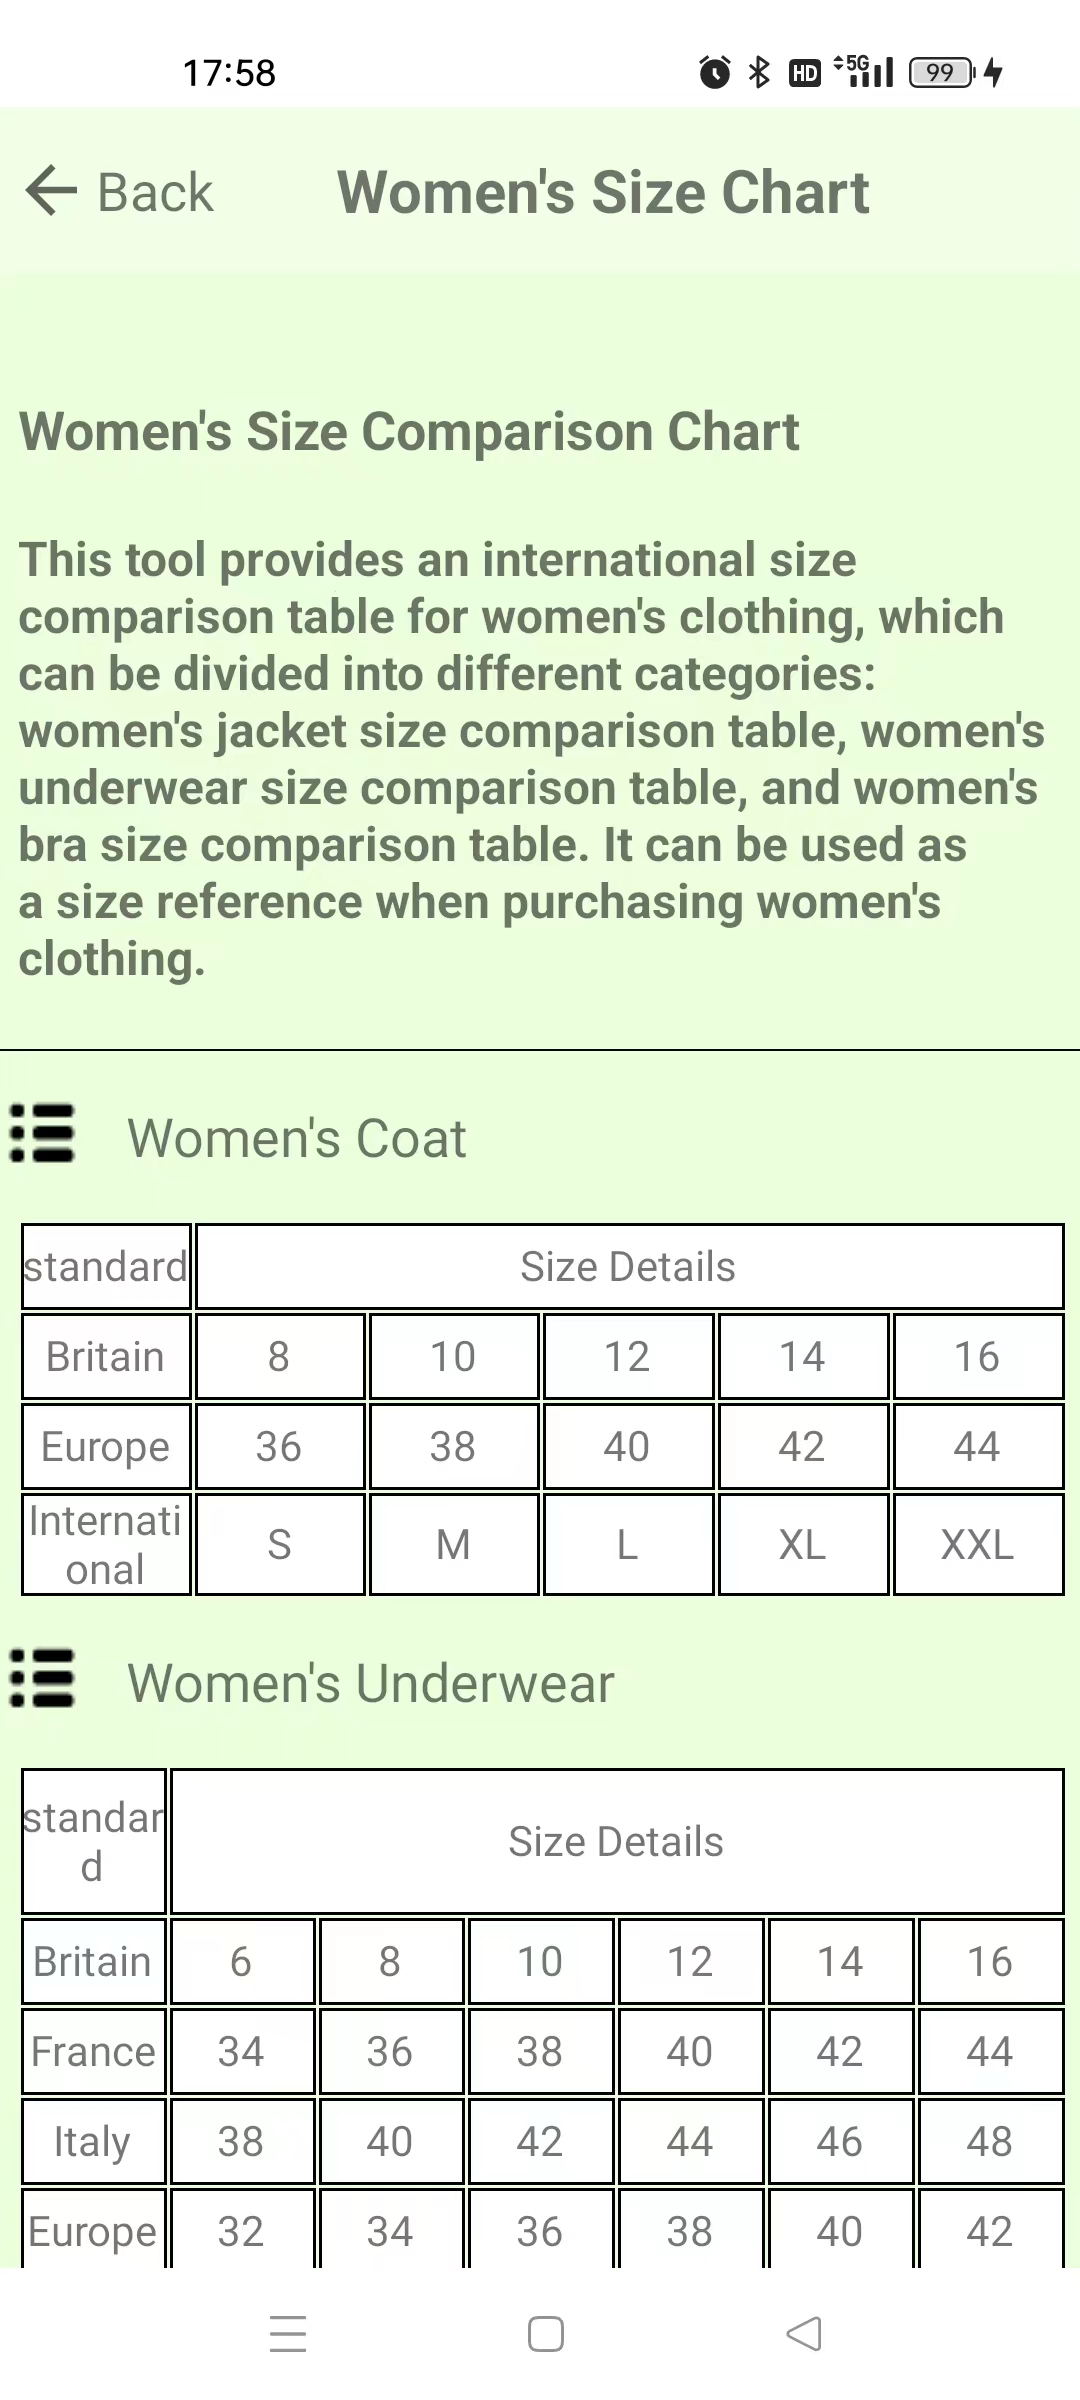 17:58
HD 5G 99
Back Women's Size Chart
Women's Size Comparison Chart
This tool provides an international size
comparison table for women's clothing, which
can be divided into different categories:
women's jacket size comparison table, women's
underwear size comparison table, and women's
bra size comparison table. It can be used as
a size reference when purchasing women's
clothing.
Women's Coat
standard Size Details
Britain 8 10 12 14 16
Europe 36 38 40 42 44
Internati
onal S M L XL XXL
Women's Underwear
standar
d Size Details
Britain 6 8 10 12 14 16
France 34 36 38 40 42 44
Italy 38 40 42 44 46 48
Europe 32 34 36 38 40 42